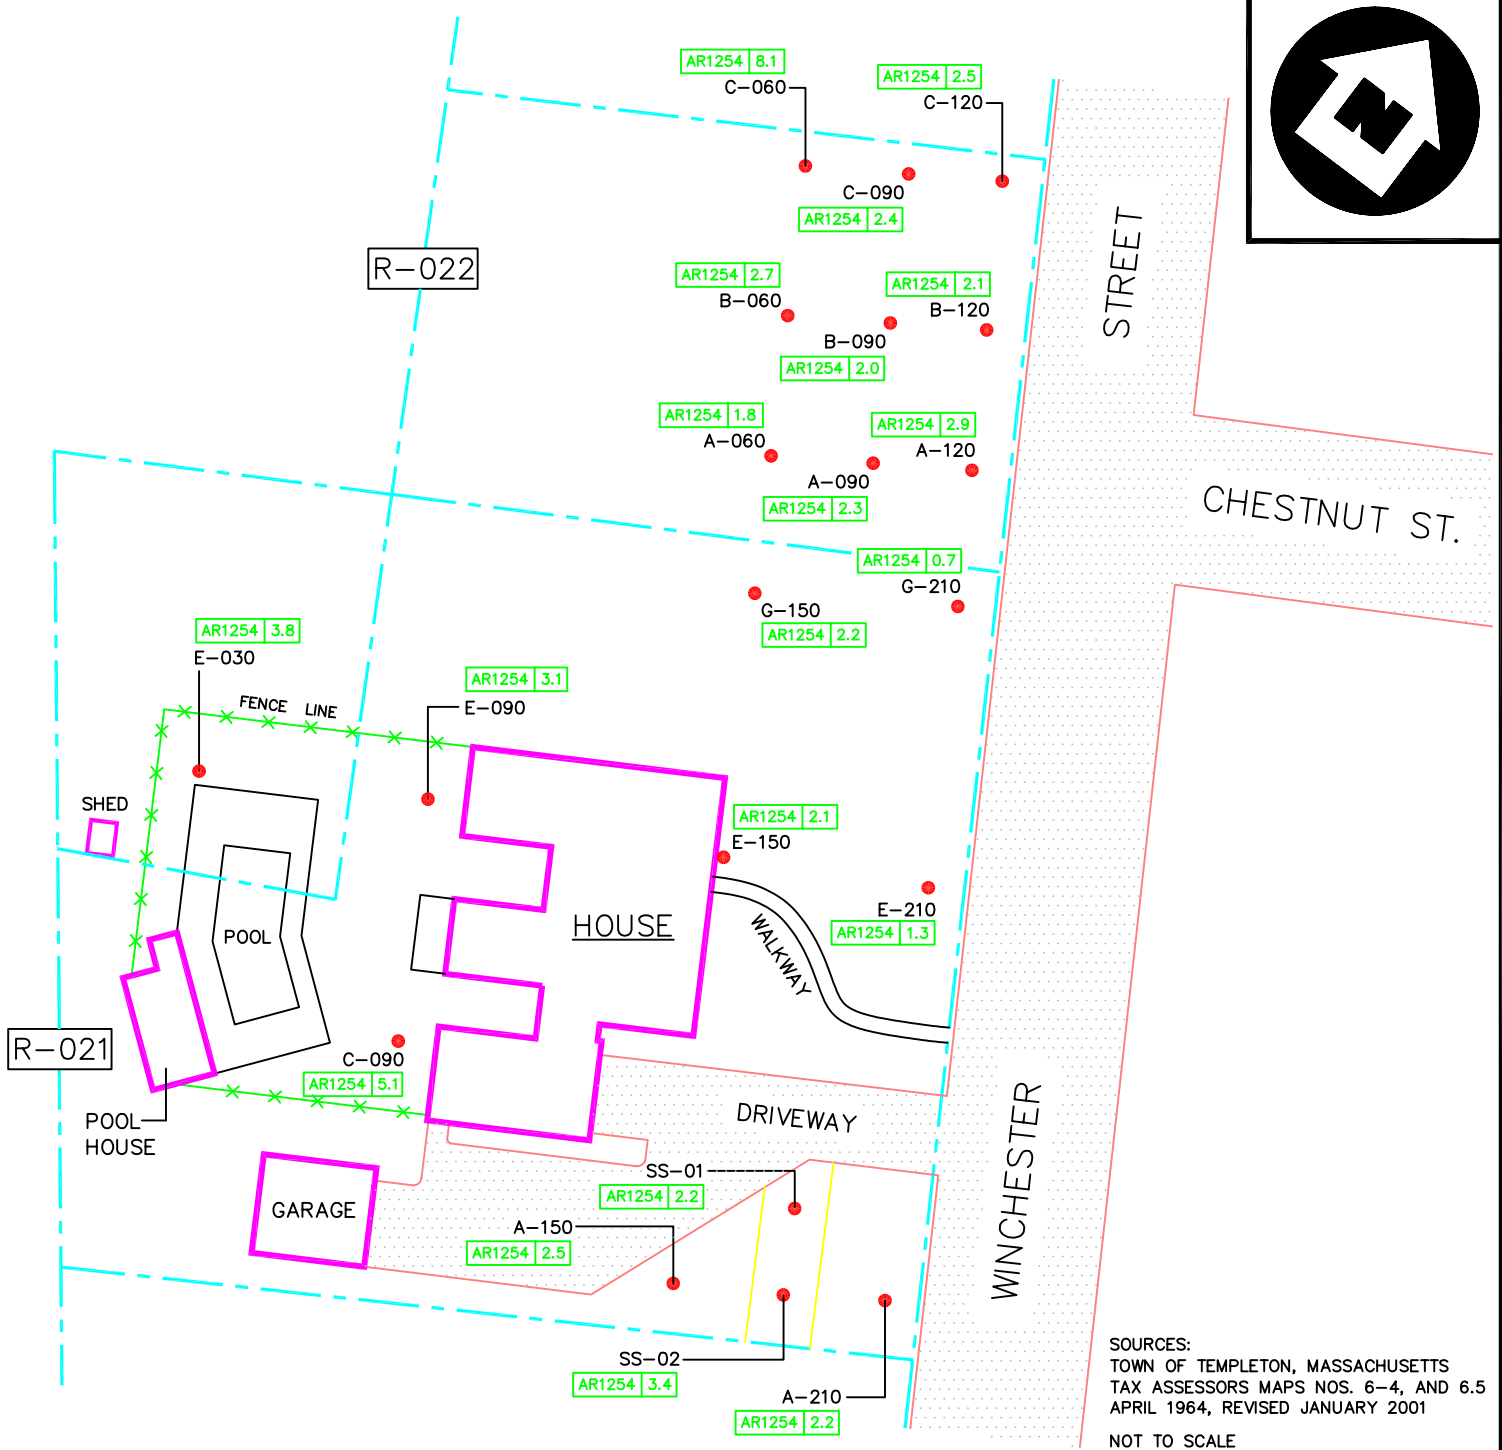 AR1254 8.1
C-060
AR1254 2.5
C-120
N
C-090
AR1254 2.4
STREET
R-022
AR1254 2.7
B-060
AR1254 2.1
B-120
B-090
AR1254 2.0
AR1254 1.8
A-060
AR1254 2.9
A-120
A-090
AR1254 2.3
CHESTNUT ST.
AR1254 0.7
G-210
G-150
AR1254 2.2
AR1254 3.8
E-030
AR1254 3.1
E-090
FENCE LINE
SHED
AR1254 2.1
E-150
POOL
HOUSE
WALKWAY
E-210
AR1254 1.3
R-021
C-090
AR1254 5.1
POOL
HOUSE
DRIVEWAY
WINCHESTER
GARAGE
SS-01
AR1254 2.2
A-150
AR1254 2.5
SS-02
AR1254 3.4
A-210
AR1254 2.2
SOURCES:
TOWN OF TEMPLETON, MASSACHUSETTS
TAX ASSESSORS MAPS NOS. 6-4, AND 6.5
APRIL 1964, REVISED JANUARY 2001
NOT TO SCALE